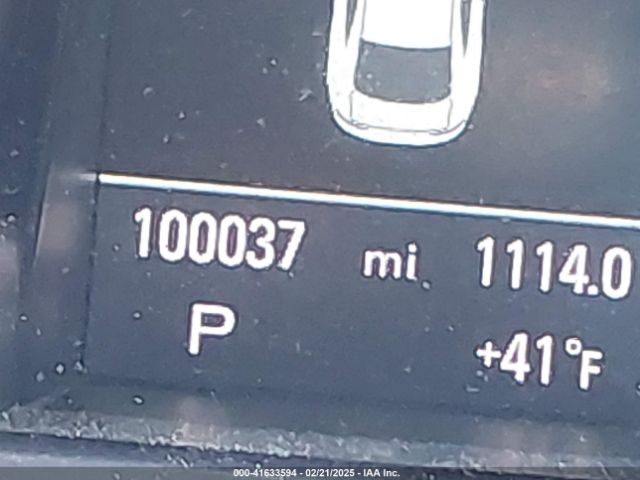 100037 mi 1114.0
P +41°F
000-41633594 - 02/21/2025 - IAA Inc.